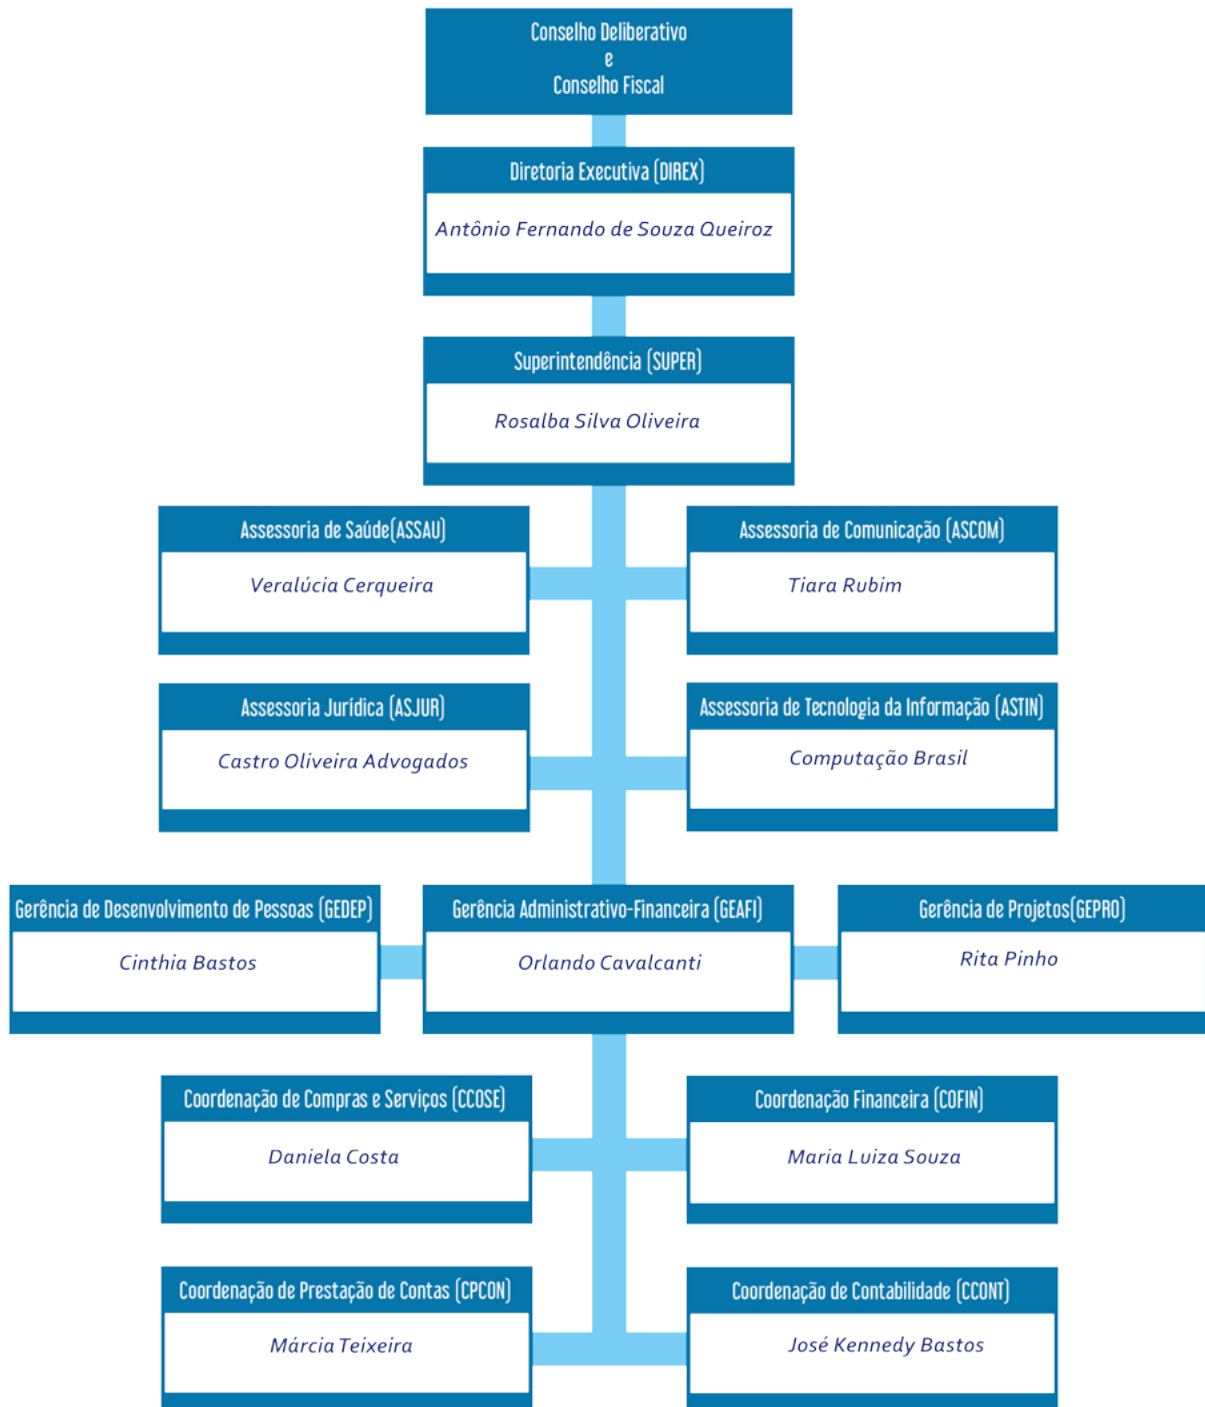 Conselho Deliberativo
e
Conselho Fiscal
Diretoria Executiva (DIREX)
Antônio Fernando de Souza Queiroz
Superintendência (SUPER)
Rosalba Silva Oliveira
Assessoria de Saúde(ASSAU)
Veralúcia Cerqueira
Assessoria de Comunicação (ASCOM)
Tiara Rubim
Assessoria Jurídica (ASJUR)
Castro Oliveira Advogados
Assessoria de Tecnologia da Informação (ASTIN)
Computação Brasil
Gerência de Desenvolvimento de Pessoas (GEDEP)
Cinthia Bastos
Gerência Administrativo-Financeira (GEAFI)
Orlando Cavalcanti
Gerência de Projetos(GEPRO)
Rita Pinho
Coordenação de Compras e Serviços (CCOSE)
Daniela Costa
Coordenação Financeira (COFIN)
Maria Luiza Souza
Coordenação de Prestação de Contas (CPCON)
Márcia Teixeira
Coordenação de Contabilidade (CCONT)
José Kennedy Bastos